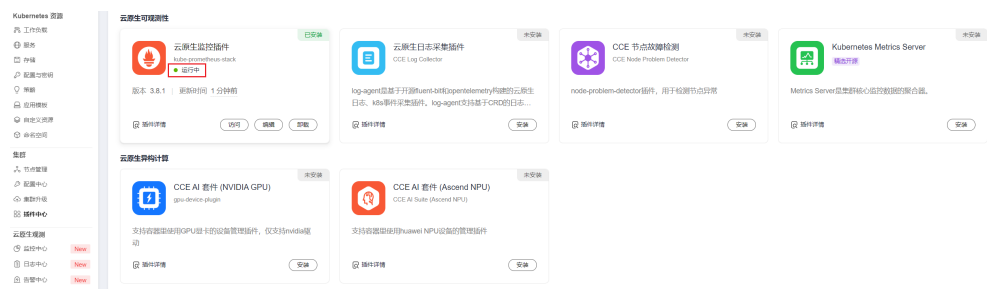 Kubernetes 资源
工作负载
服务
存储
配置与密钥
策略
应用模板
自定义资源
命名空间
集群
节点管理
配置中心
集群升级
插件中心
云原生观测
监控中心 New
日志中心 New
告警中心 New
云原生可观测性
已安装
云原生监控插件
kube-prometheus-stack
运行中
版本 3.8.1 | 更新时间 1 分钟前
插件详情 访问 编辑 卸载
未安装
云原生日志采集插件
CCE Log Collector
log-agent是基于开源fluent-bit和opentelemetry构建的云原生
日志、k8s事件采集插件。log-agent支持基于CRD的日志...
插件详情 安装
未安装
CCE 节点故障检测
CCE Node Problem Detector
node-problem-detector插件，用于检测节点异常
插件详情 安装
未安装
Kubernetes Metrics Server
精选开源
Metrics Server是集群核心监控数据的聚合器。
插件详情 安装
云原生异构计算
未安装
CCE AI 套件 (NVIDIA GPU)
gpu-device-plugin
支持容器里使用GPU显卡的设备管理插件，仅支持nvidia驱
动
插件详情 安装
未安装
CCE AI 套件 (Ascend NPU)
CCE AI Suite (Ascend NPU)
支持容器里使用huawei NPU设备的管理插件
插件详情 安装